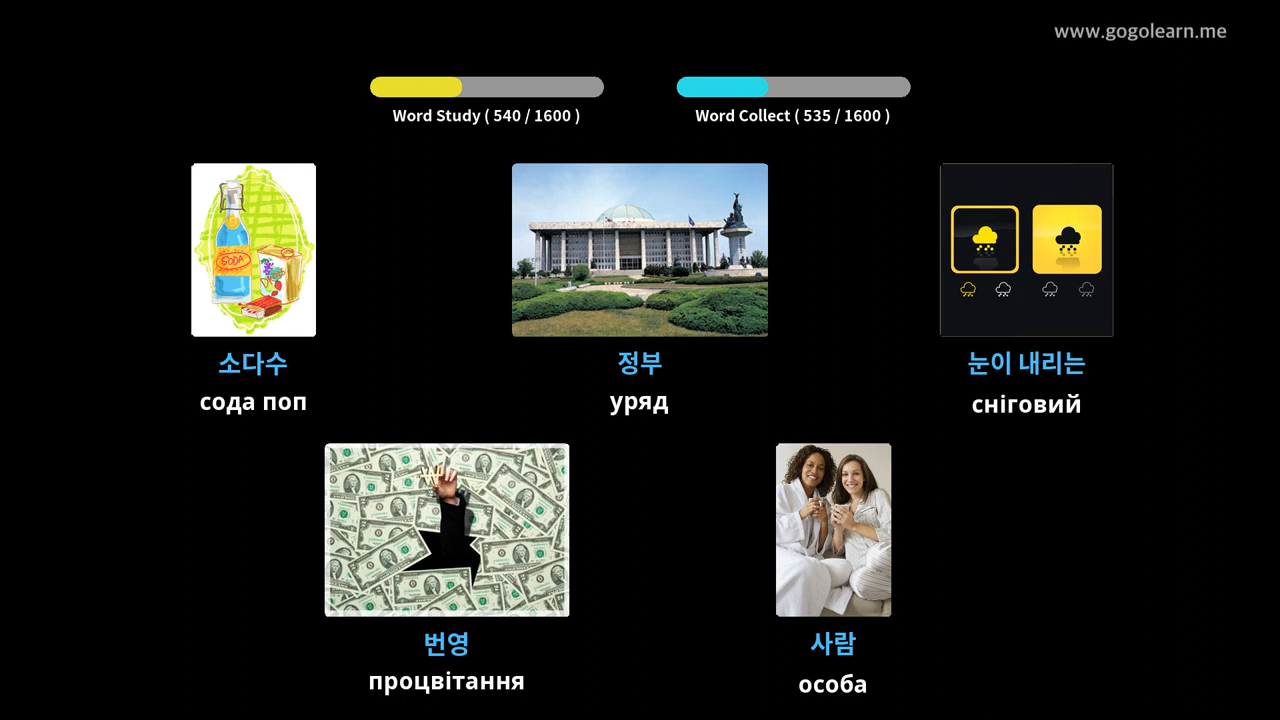 www.gogolearn.me
Word Study ( 540 / 1600 )
Word Collect ( 535 / 1600 )
SODA
소다수
сода поп
정부
уряд
눈이 내리는
сніговий
번영
процвітання
사람
особа